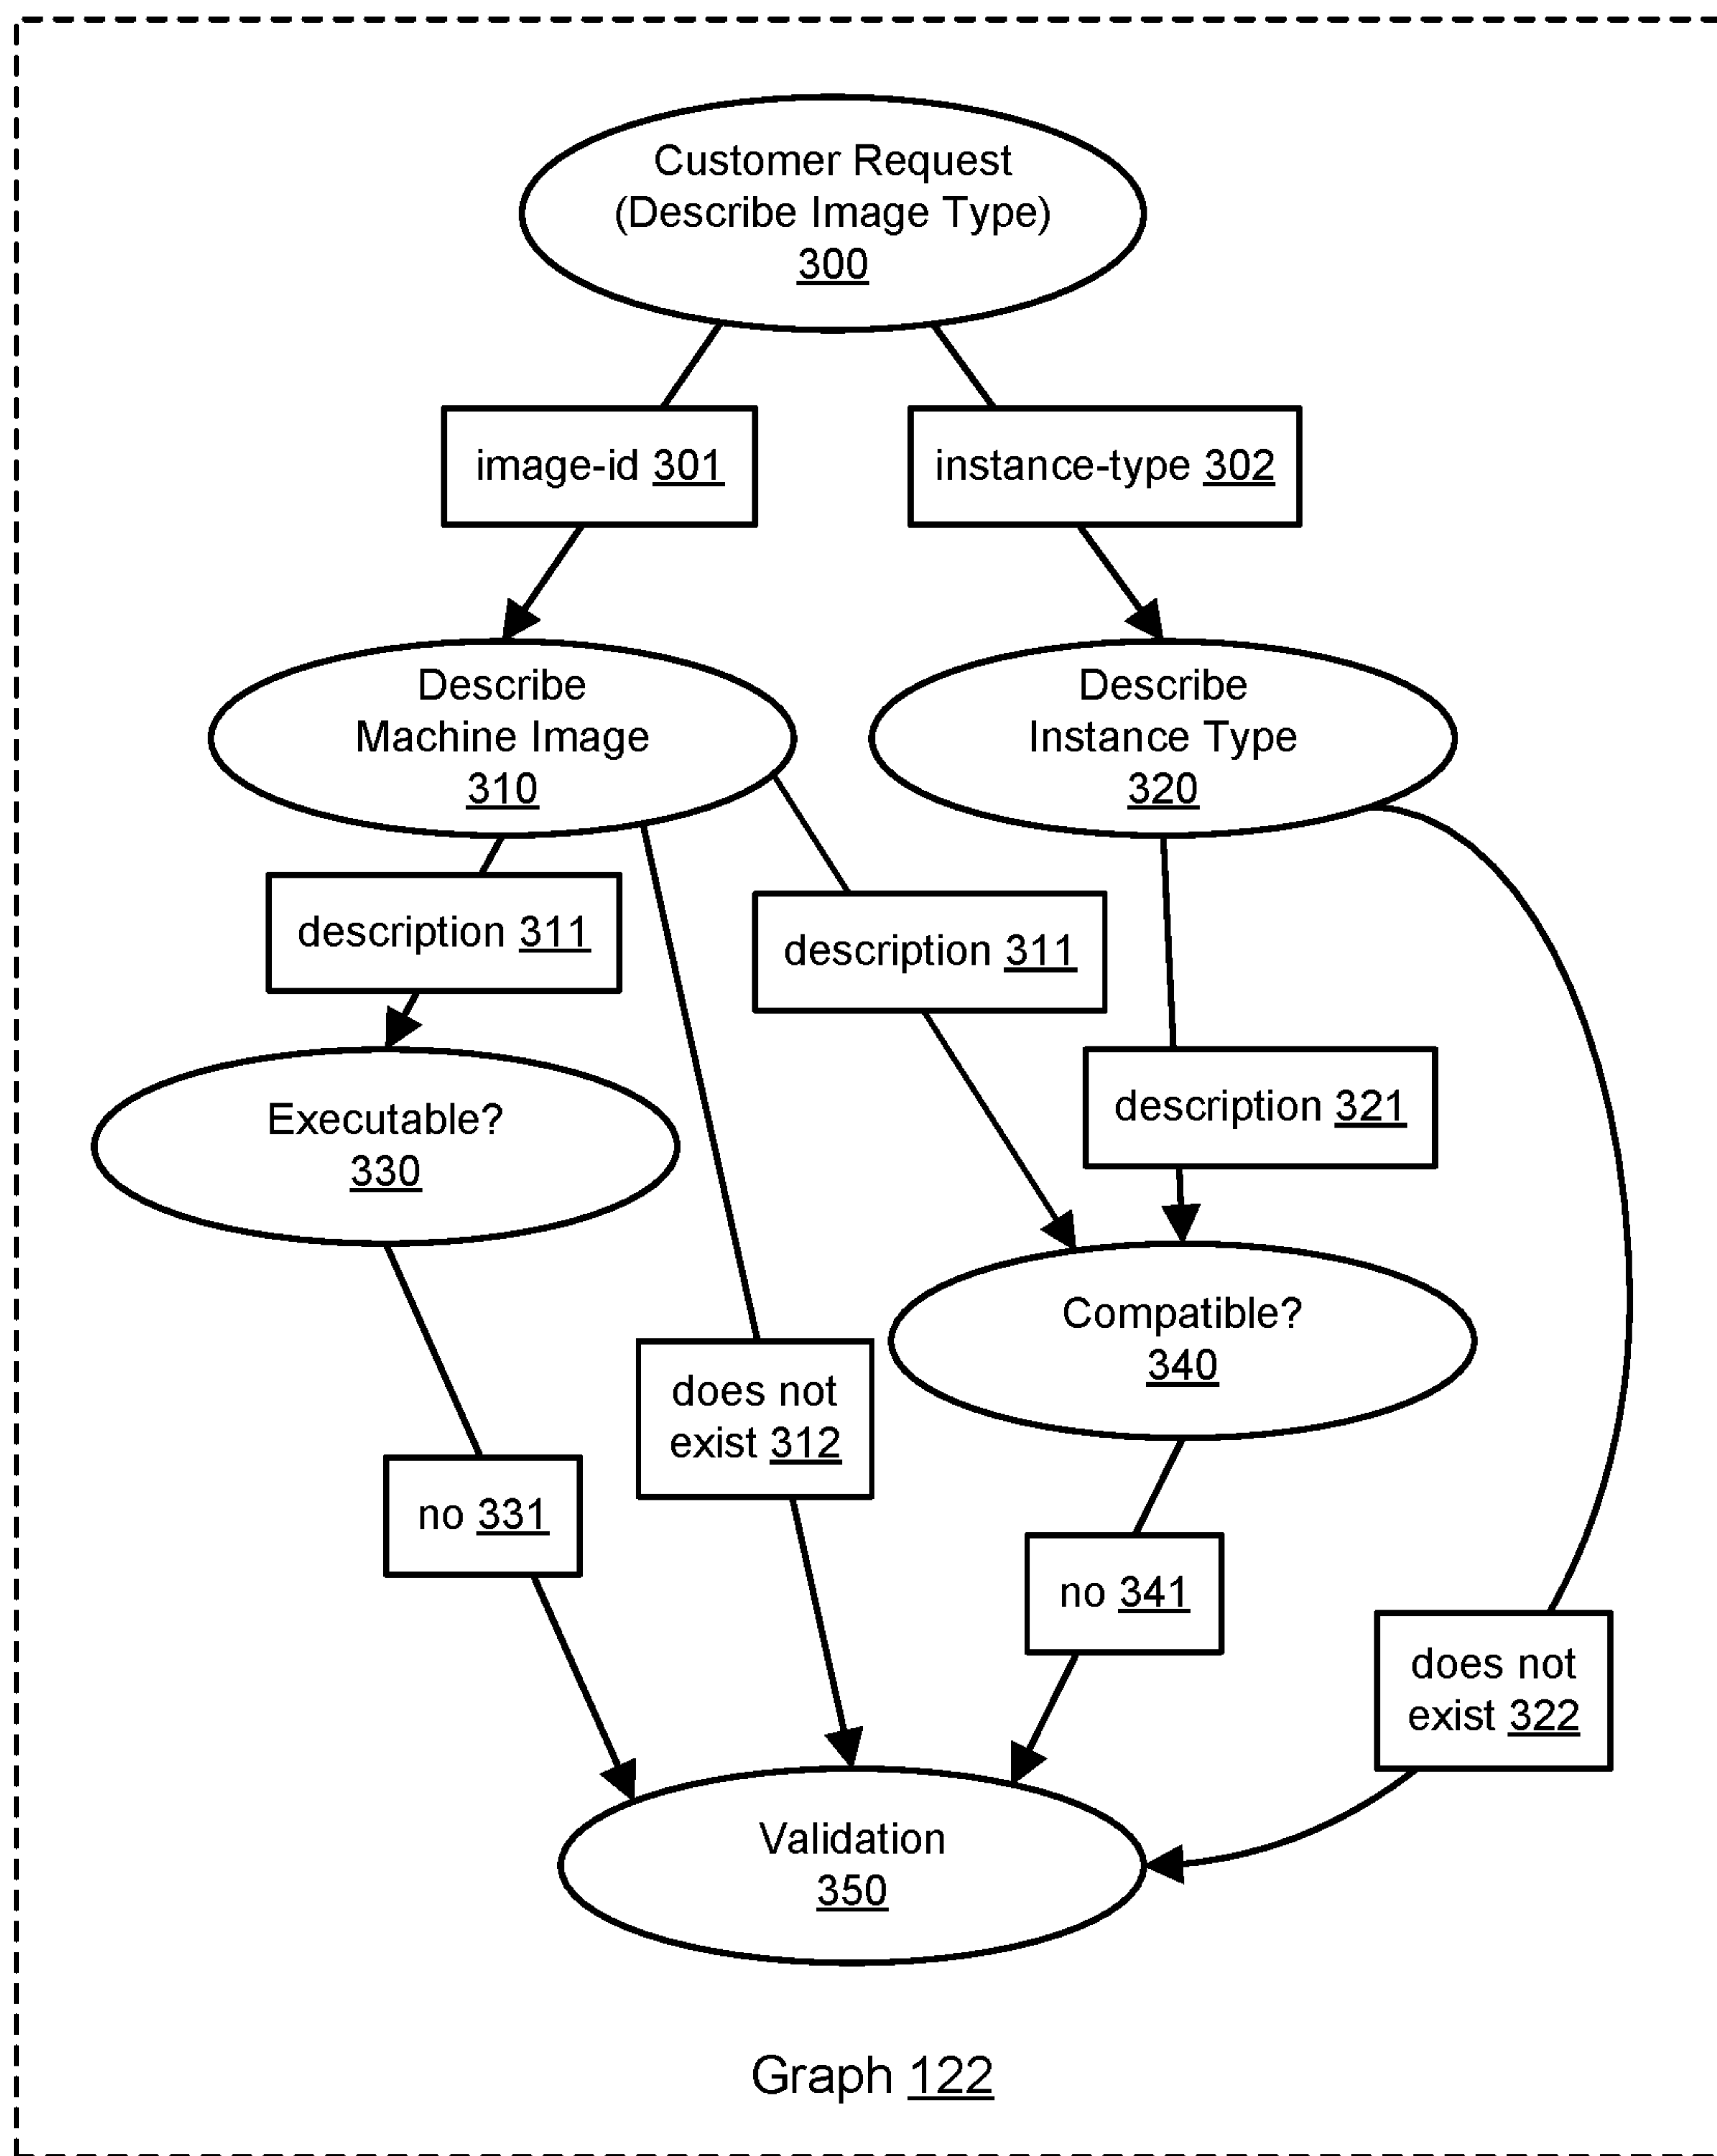 Customer Request
(Describe Image Type)
300
image-id 301
instance-type 302
Describe
Machine Image
310
Describe
Instance Type
320
description 311
description 311
description 321
Executable?
330
Compatible?
340
does not
exist 312
no 331
no 341
does not
exist 322
Validation
350
Graph 122